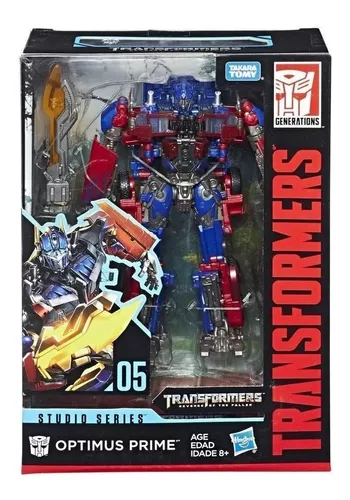 TRANSFORMERS
TAKARA
TOMY
GENERATIONS
TRANSFORMERS
05
TRANSFORMERS
REVENGE OF THE FALLEN
STUDIO SERIES
OPTIMUS PRIME
AGE
EDAD
IDADE 8+
Hasbro